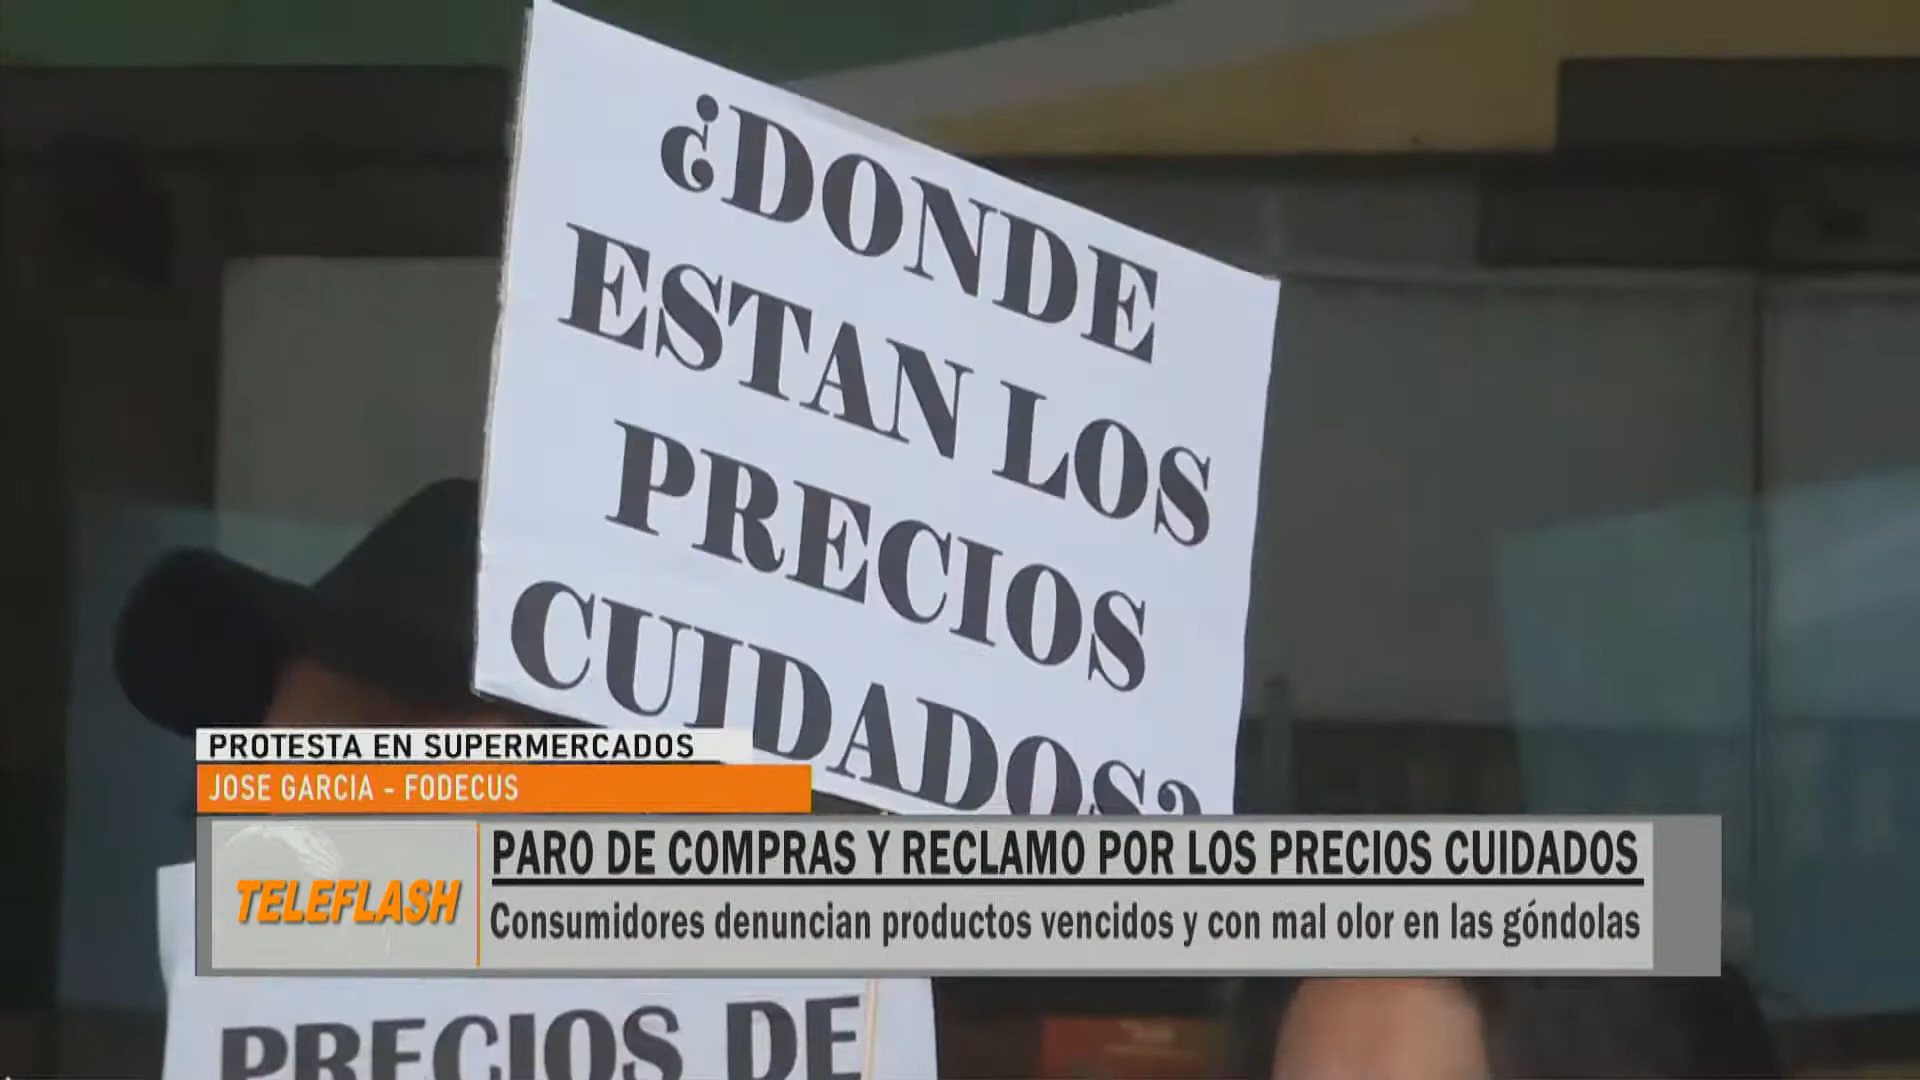 ¿DONDE
ESTAN LOS
PRECIOS
CUIDADOS?
PROTESTA EN SUPERMERCADOS
JOSE GARCIA - FODECUS
TELEFLASH
PARO DE COMPRAS Y RECLAMO POR LOS PRECIOS CUIDADOS
Consumidores denuncian productos vencidos y con mal olor en las góndolas
PRECIOS DE